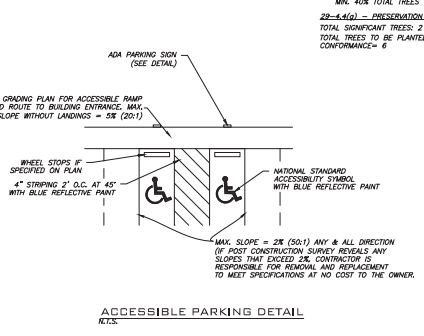 MIN. 40% TOTAL TREES
29-4.4(g) - PRESERVATION
TOTAL SIGNIFICANT TREES: 2
TOTAL TREES TO BE PLANTE
CONFORMANCE= 6
ADA PARKING SIGN
(SEE DETAIL)
GRADING PLAN FOR ACCESSIBLE RAMP
D ROUTE TO BUILDING ENTRANCE. MAX.
SLOPE WITHOUT LANDINGS = 5% (20:1)
WHEEL STOPS IF
SPECIFIED ON PLAN
4" STRIPING 2' O.C. AT 45°
WITH BLUE REFLECTIVE PAINT
NATIONAL STANDARD
ACCESSIBILITY SYMBOL
WITH BLUE REFLECTIVE PAINT
MAX. SLOPE = 2% (50:1) ANY & ALL DIRECTION
(IF POST CONSTRUCTION SURVEY REVEALS ANY
SLOPES THAT EXCEED 2%, CONTRACTOR IS
RESPONSIBLE FOR REMOVAL AND REPLACEMENT
TO MEET SPECIFICATIONS AT NO COST TO THE OWNER.
ACCESSIBLE PARKING DETAIL
N.T.S.